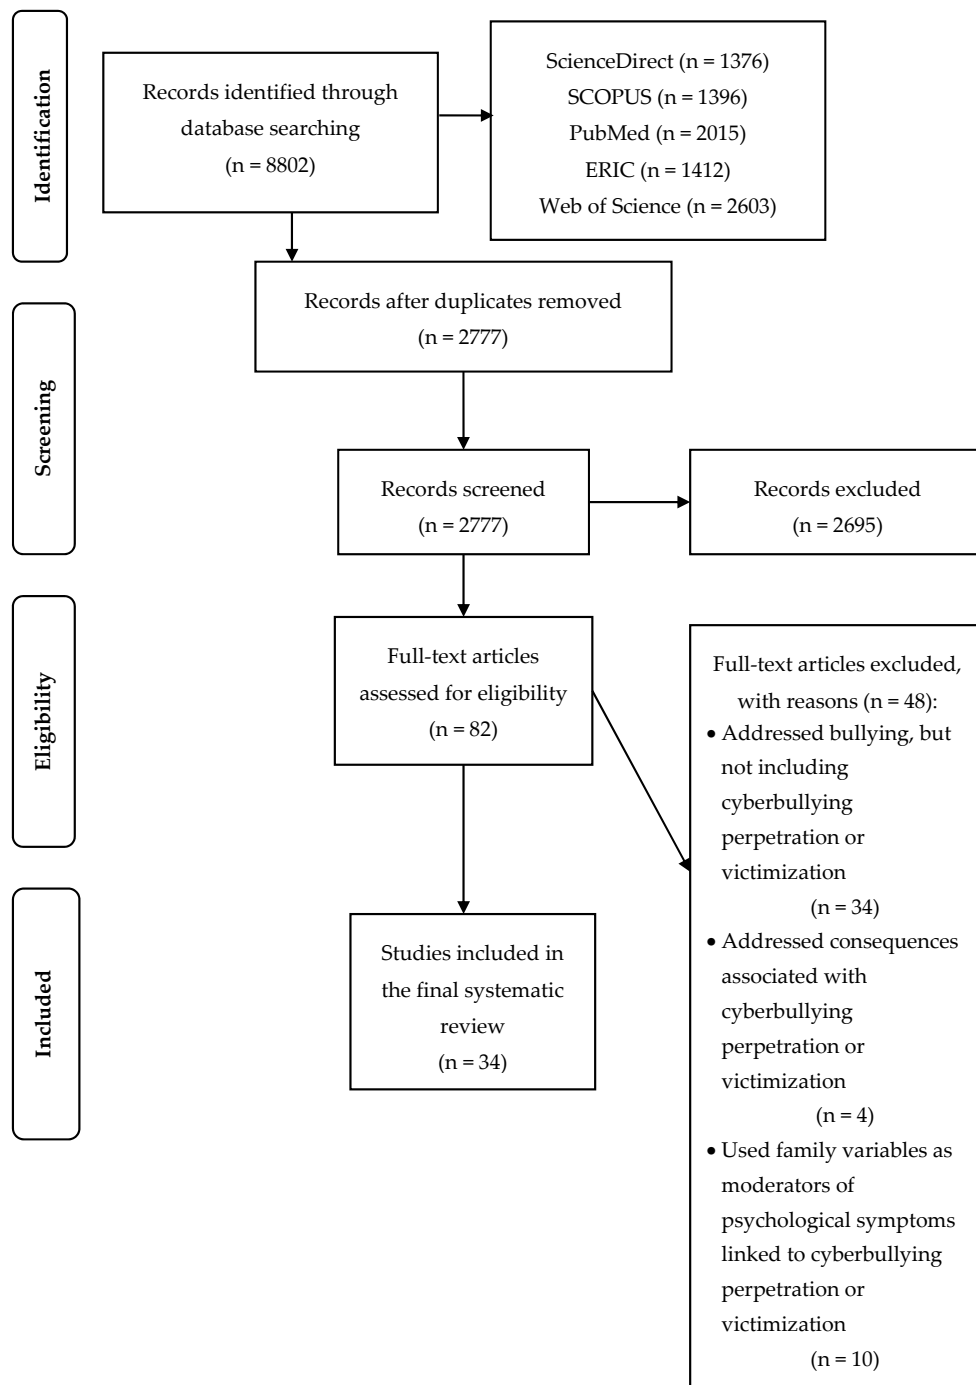 Identification
Records identified through
database searching
(n = 8802)
ScienceDirect (n = 1376)
SCOPUS (n = 1396)
PubMed (n = 2015)
ERIC (n = 1412)
Web of Science (n = 2603)
Records after duplicates removed
(n = 2777)
Screening
Records screened
(n = 2777)
Records excluded
(n = 2695)
Eligibility
Full-text articles
assessed for eligibility
(n = 82)
Full-text articles excluded,
with reasons (n = 48):
• Addressed bullying, but
not including
cyberbullying
perpetration or
victimization
(n = 34)
• Addressed consequences
associated with
cyberbullying
perpetration or
victimization
(n = 4)
• Used family variables as
moderators of
psychological symptoms
linked to cyberbullying
perpetration or
victimization
(n = 10)
Included
Studies included in
the final systematic
review
(n = 34)